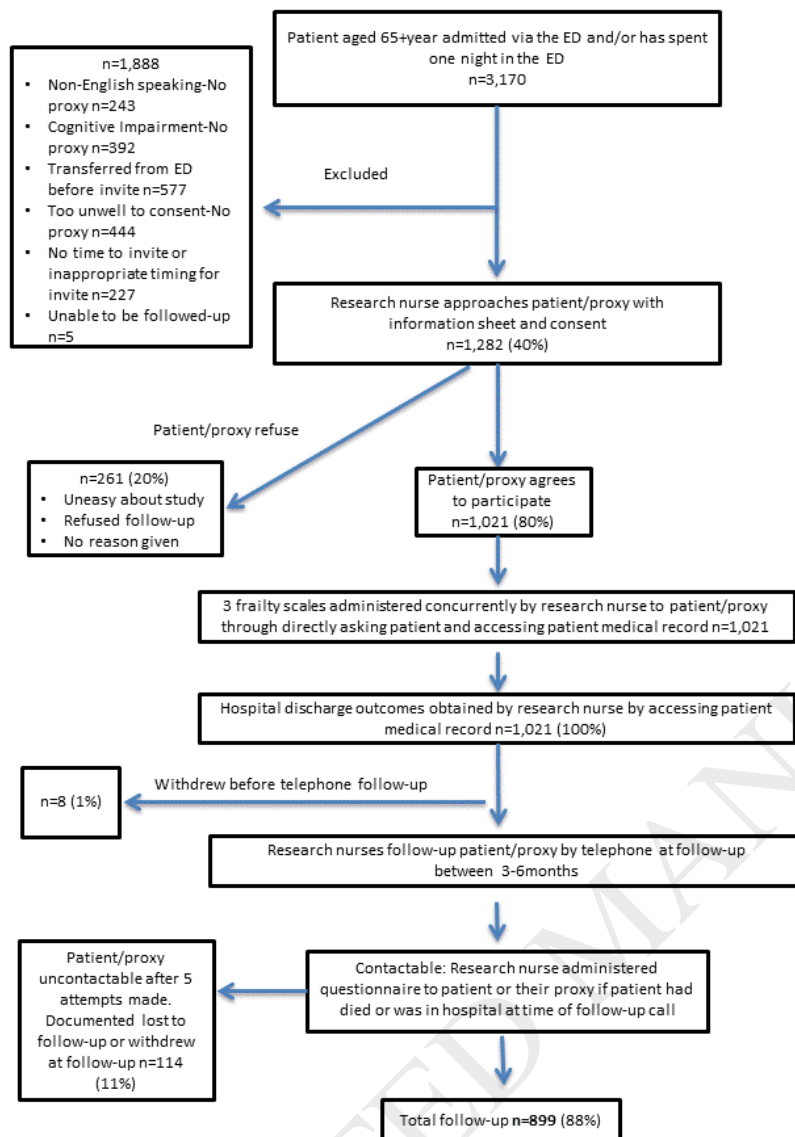 Patient aged 65+year admitted via the ED and/or has spent
one night in the ED
n=3,170
n=1,888
• Non-English speaking-No
proxy n=243
• Cognitive Impairment-No
proxy n=392
• Transferred from ED
before invite n=577
• Too unwell to consent-No
proxy n=444
• No time to invite or
inappropriate timing for
invite n=227
• Unable to be followed-up
n=5
Excluded
Research nurse approaches patient/proxy with
information sheet and consent
n=1,282 (40%)
Patient/proxy refuse
n=261 (20%)
• Uneasy about study
• Refused follow-up
• No reason given
Patient/proxy agrees
to participate
n=1,021 (80%)
3 frailty scales administered concurrently by research nurse to patient/proxy
through directly asking patient and accessing patient medical record n=1,021
Hospital discharge outcomes obtained by research nurse by accessing patient
medical record n=1,021 (100%)
Withdrew before telephone follow-up
n=8 (1%)
Research nurses follow-up patient/proxy by telephone at follow-up
between 3-6months
Patient/proxy
uncontactable after 5
attempts made.
Documented lost to
follow-up or withdrew
at follow-up n=114
(11%)
Contactable: Research nurse administered
questionnaire to patient or their proxy if patient had
died or was in hospital at time of follow-up call
Total follow-up n=899 (88%)
TED MAN